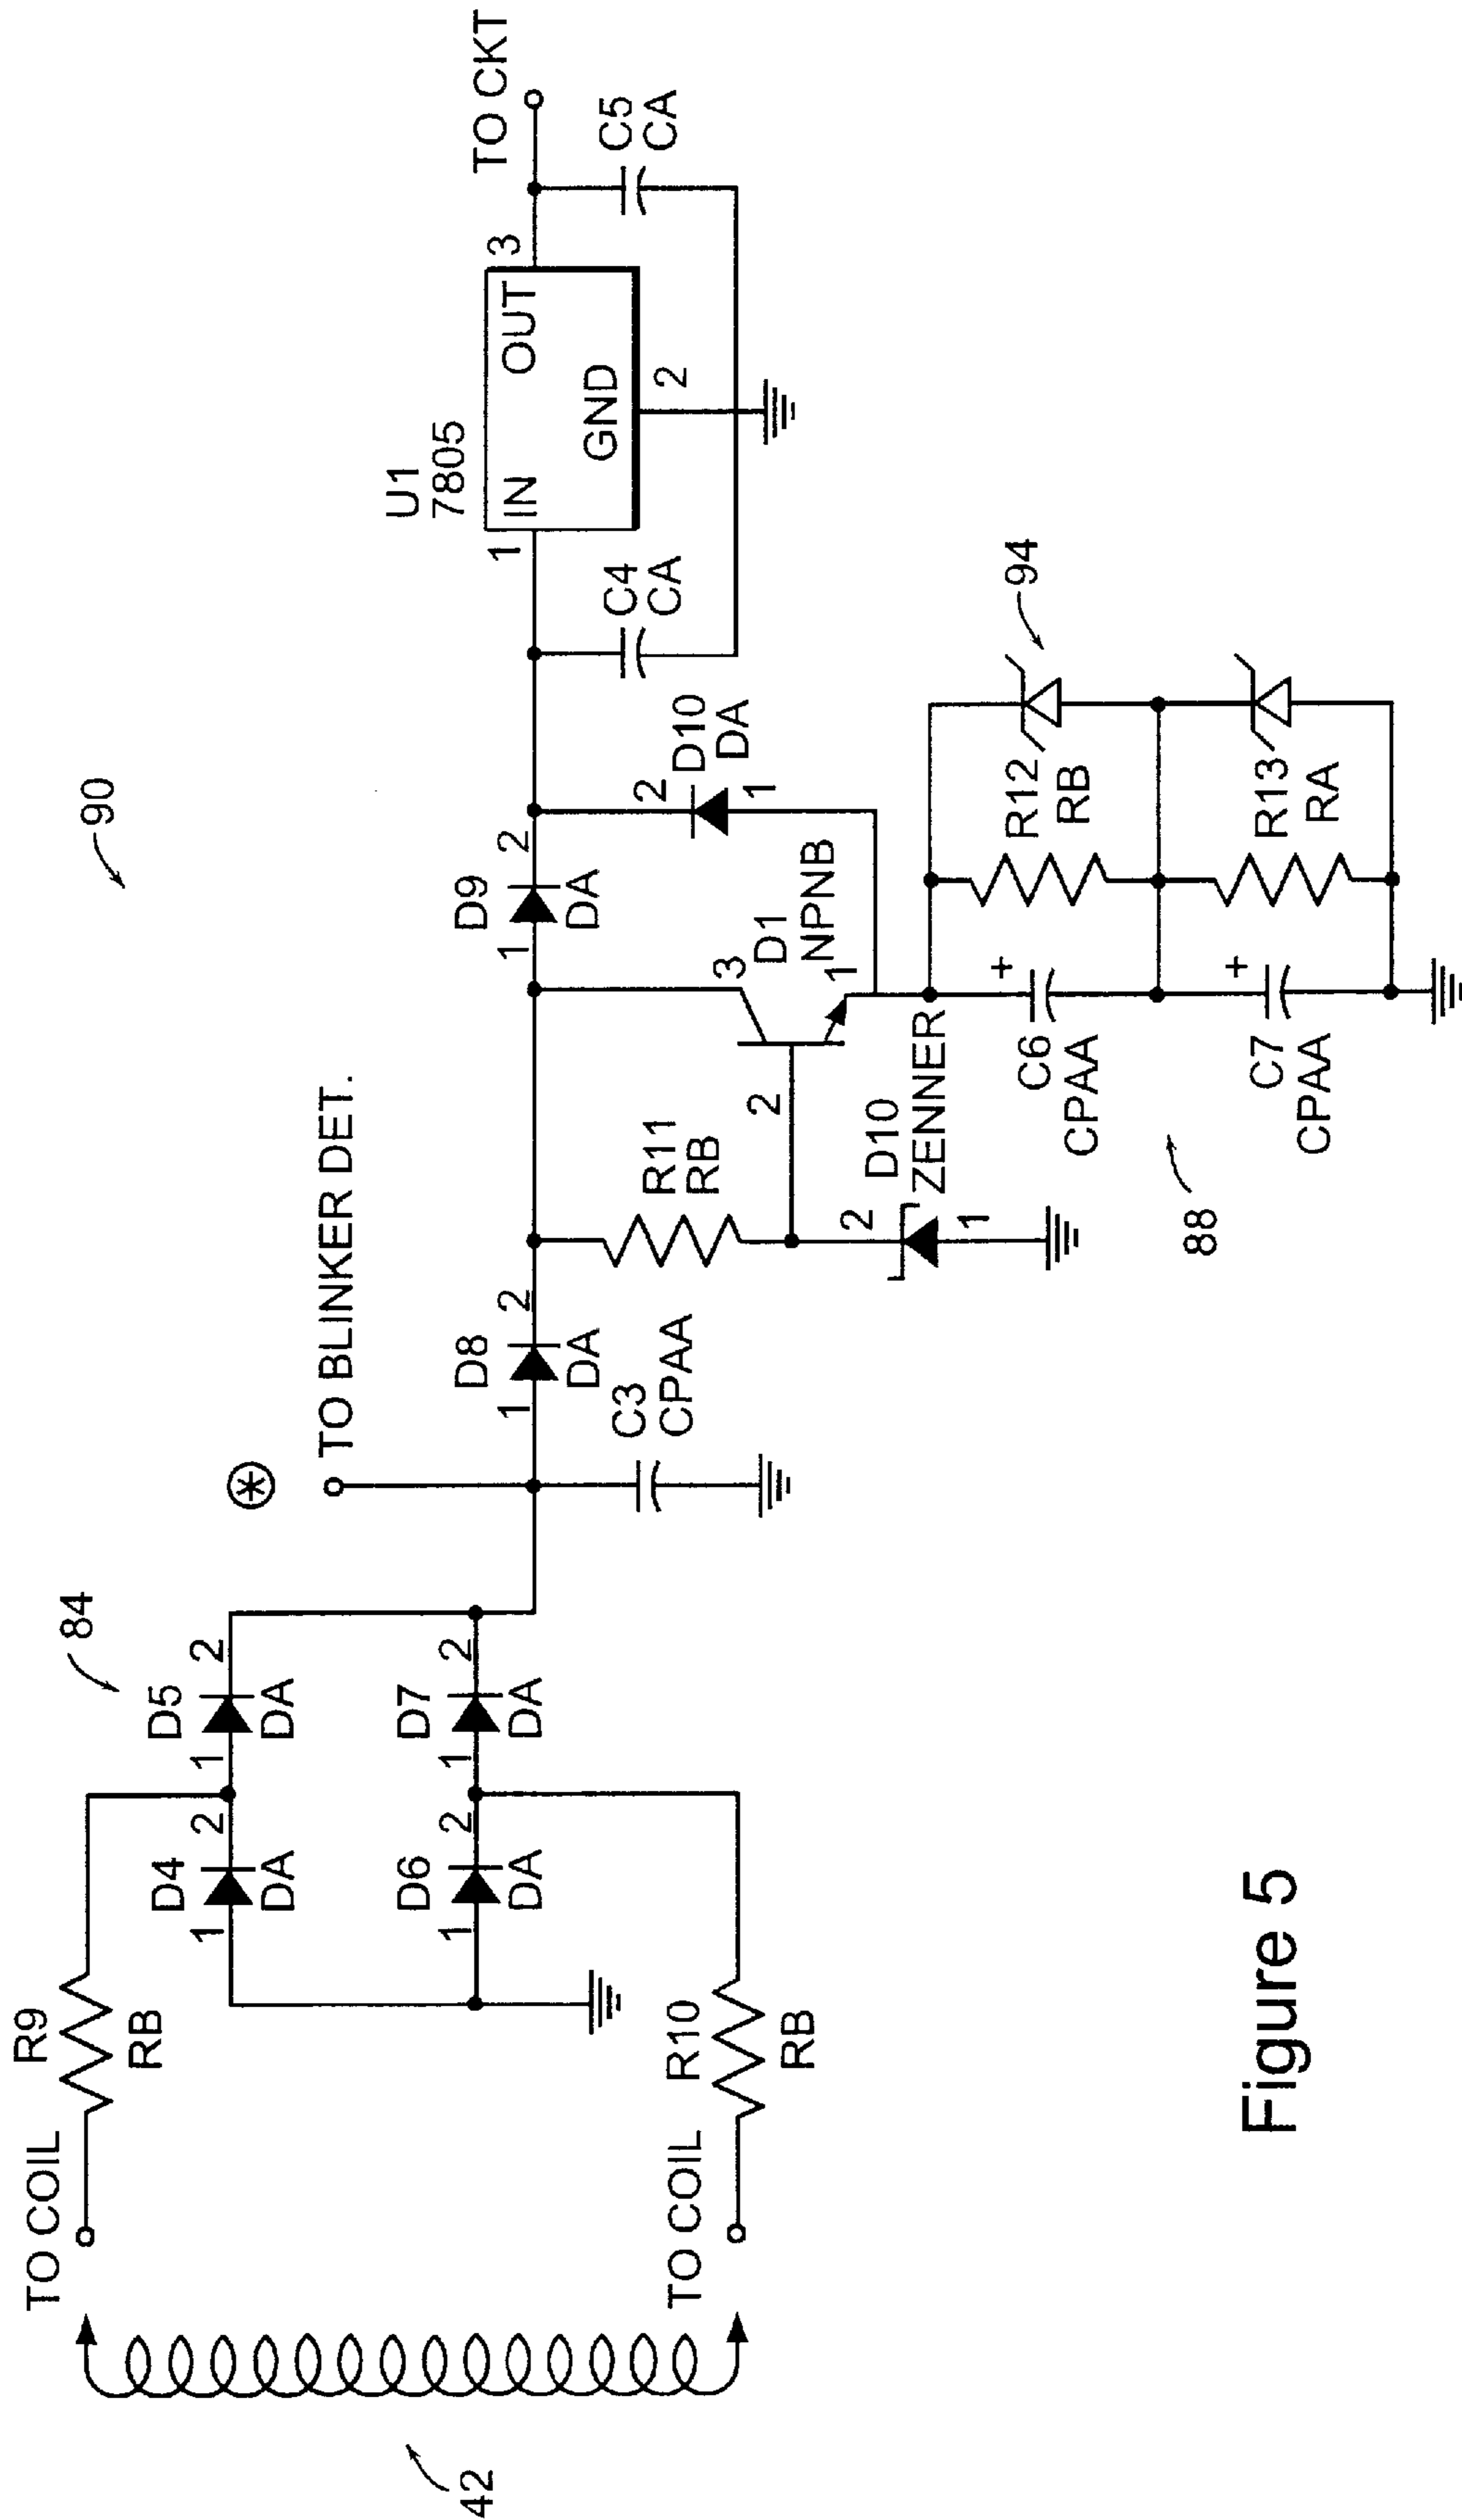 90
84
TO COIL
R9
RB
D4
DA
1
2
D5
DA
1
2
D6
DA
1
2
D7
DA
1
2
42
TO COIL
R10
RB
*
TO BLINKER DET.
C3
CPAA
D8
DA
1
2
R11
RB
D10
ZENNER
2
1
2
3
1
D1
NPNB
D9
DA
1
2
D10
DA
2
1
C4
CA
U1
7805
1
IN
OUT
GND
3
2
C5
CA
TO CKT
C6
CPAA
+
C7
CPAA
+
R12
RB
R13
RA
94
88
Figure 5